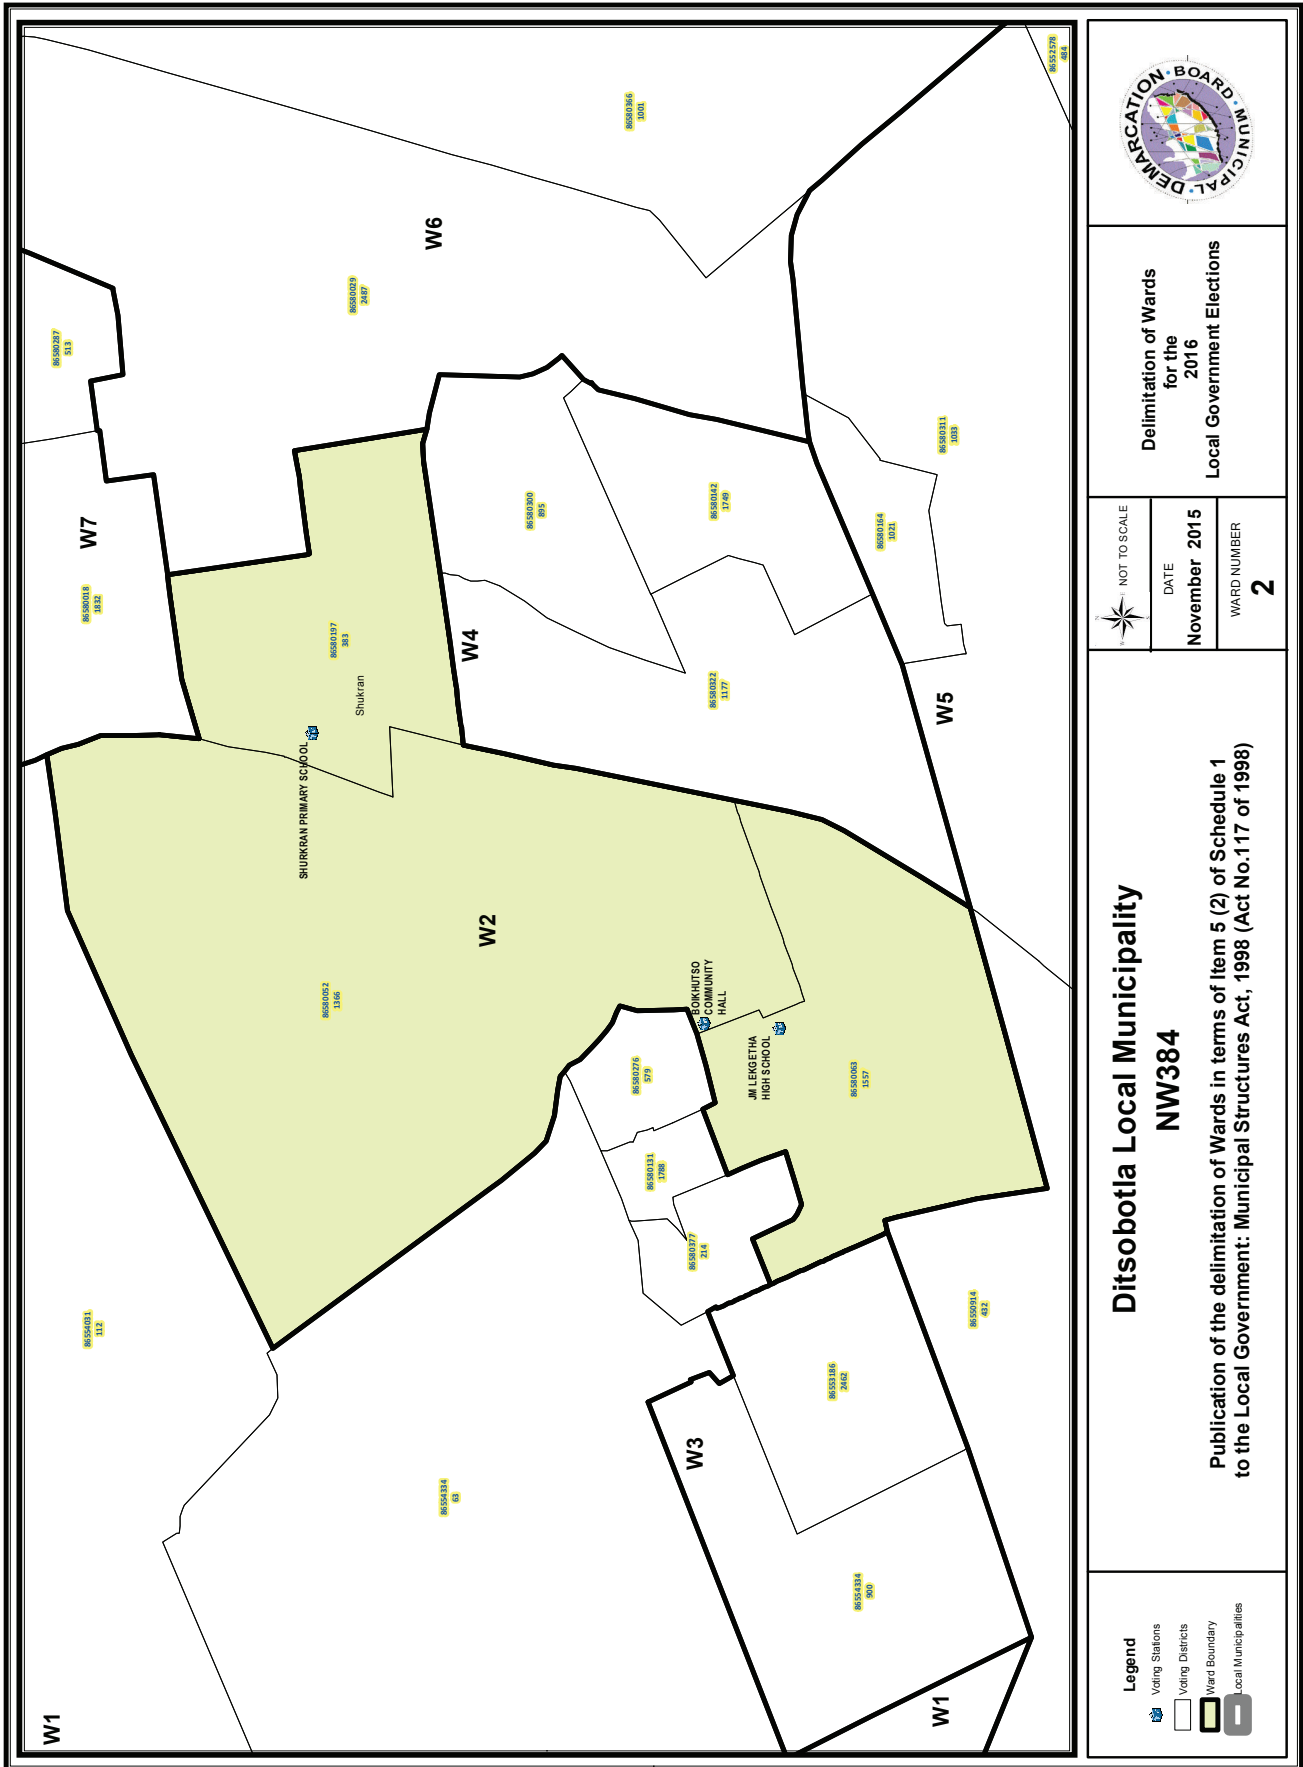 W1
86554031
112
86580018
1832
W7
86580287
513
86580052
1366
SHURKRAN PRIMARY SCHOOL
86580197
383
Shukran
86580029
2487
W6
86554334
63
W2
W4
86580300
895
86580366
1001
86580276
579
86580131
1788
86580377
214
BOIKHUTSO
COMMUNITY
HALL
86580322
1177
86580142
1749
W3
JM LEKGETHA
HIGH SCHOOL
86553186
2462
86554334
900
86580063
1557
86580164
1021
W5
86580311
1033
W1
86550914
432
86552578
484
Legend
Voting Stations
Voting Districts
Ward Boundary
Local Municipalities
Ditsobotla Local Municipality
NW384
Publication of the delimitation of Wards in terms of Item 5 (2) of Schedule 1
to the Local Government: Municipal Structures Act, 1998 (Act No.117 of 1998)
N
W
E
S
NOT TO SCALE
DATE
November 2015
WARD NUMBER
2
Delimitation of Wards
for the
2016
Local Government Elections
MUNICIPAL · DEMARCATION · BOARD ·